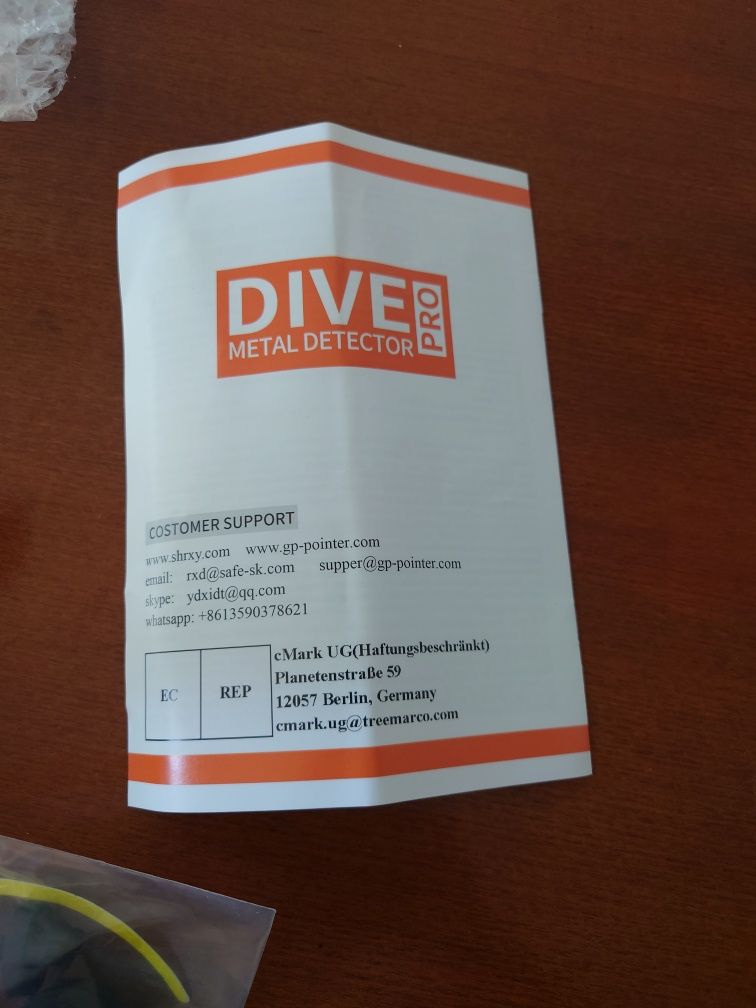 DIVE PRO
METAL DETECTOR
COSTOMER SUPPORT
www.shrxy.com www.gp-pointer.com
email: rxd@safe-sk.com supper@gp-pointer.com
skype: ydxidt@qq.com
whatsapp: +8613590378621
EC REP
cMark UG(Haftungsbeschränkt)
Planetenstraße 59
12057 Berlin, Germany
cmark.ug@treemarco.com